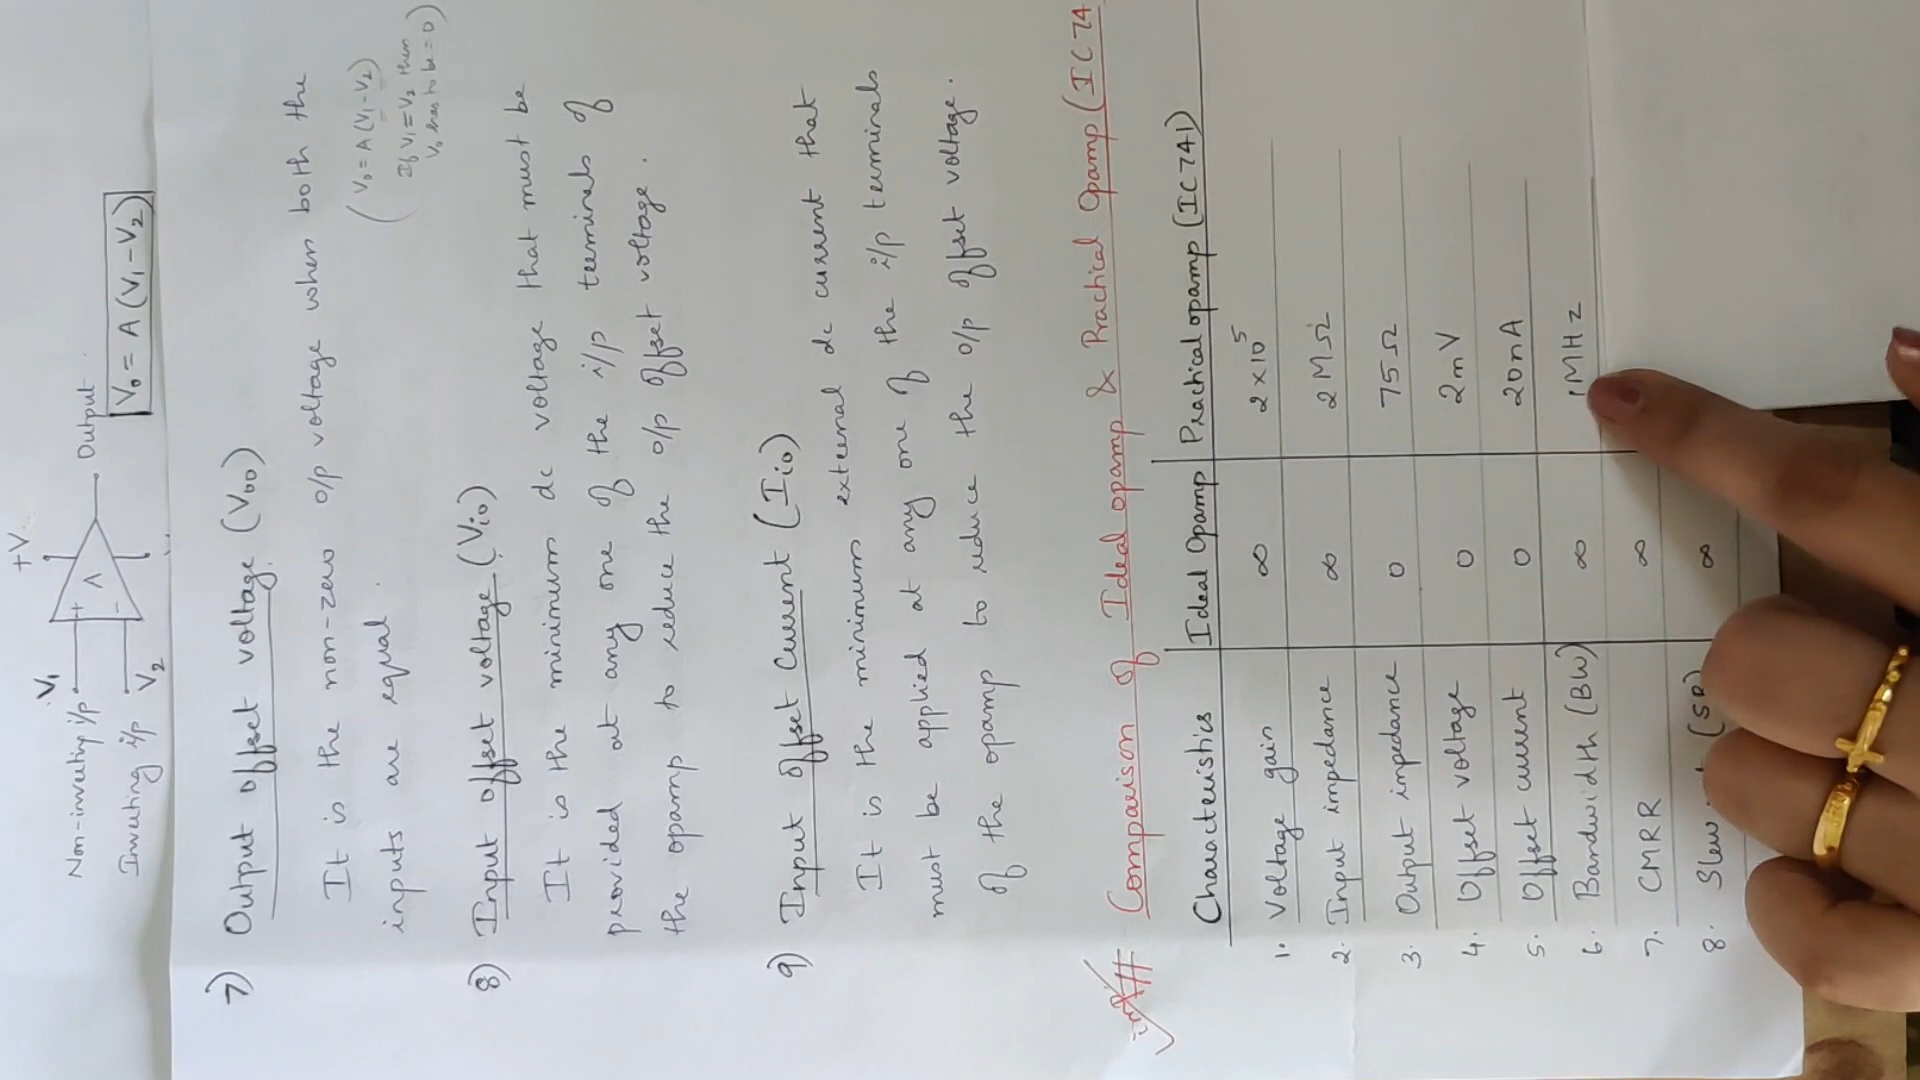 +V
V1
Non-inverting i/p
+
A
-
Output
Inverting i/p
V2
V0 = A (V1 - V2)
7) Output offset voltage (Voo)
It is the non-zero o/p voltage when both the
inputs are equal.
(V0 = A (V1 - V2)
If V1 = V2 then
V0 has to be = 0)
8) Input offset voltage (Vio)
It is the minimum dc voltage that must be
provided at any one of the i/p terminals of
the opamp to reduce the o/p offset voltage.
9) Input offset current (Iio)
It is the minimum external dc current that
must be applied at any one of the i/p terminals
of the opamp to reduce the o/p offset voltage.
Comparison of Ideal opamp & Practical Opamp (IC 74
Characteristics Ideal Opamp Practical opamp (IC 741)
1. Voltage gain ∞ 2 x 10^5
2. Input impedance ∞ 2 MΩ
3. Output impedance 0 75 Ω
4. Offset voltage 0 2 mV
5. Offset current 0 20 nA
6. Bandwidth (BW) ∞ 1 MHz
7. CMRR ∞
8. Slew (SR) ∞